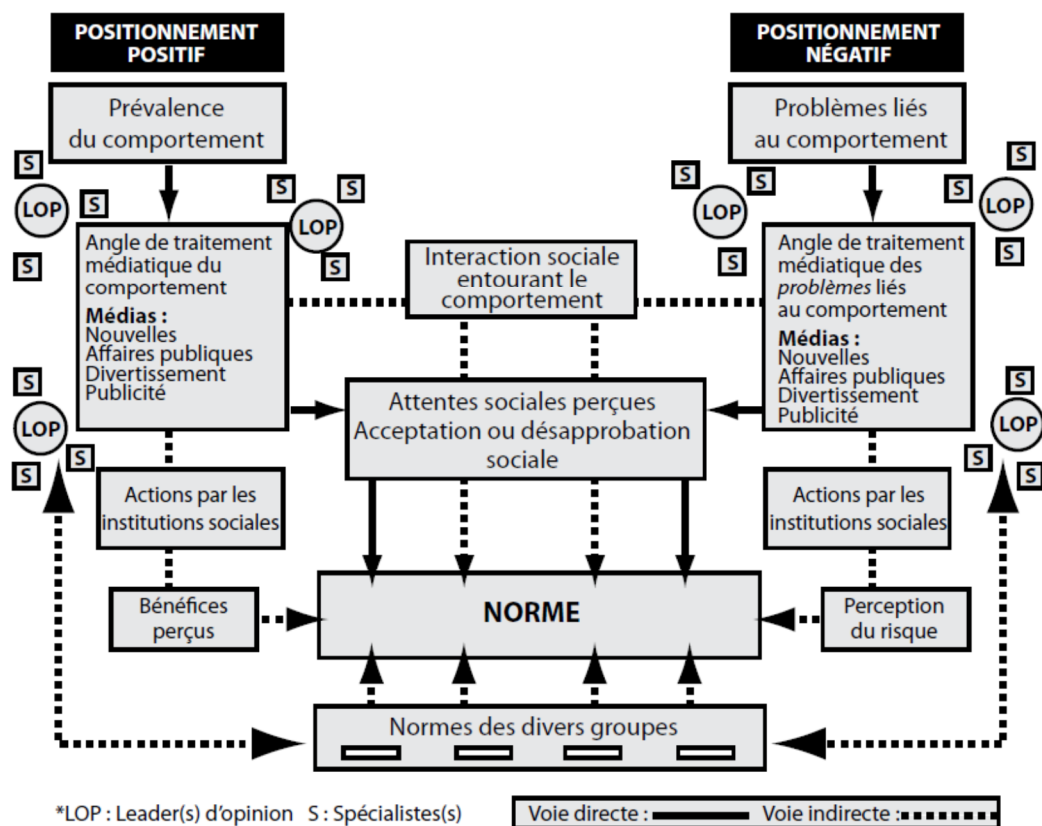 POSITIONNEMENT
POSITIF
Prévalence
du comportement
S
LOP
S
S
S
S
LOP
S
Angle de traitement
médiatique du
comportement
Médias :
Nouvelles
Affaires publiques
Divertissement
Publicité
S
LOP
S
S
Actions par les
institutions sociales
Bénéfices
perçus
Interaction sociale
entourant le
comportement
Attentes sociales perçues
Acceptation ou désapprobation
sociale
NORME
Normes des divers groupes
POSITIONNEMENT
NÉGATIF
Problèmes liés
au comportement
S
S
LOP
S
S
S
LOP
S
Angle de traitement
médiatique des
problèmes liés
au comportement
Médias :
Nouvelles
Affaires publiques
Divertissement
Publicité
S
LOP
S
S
Actions par les
institutions sociales
Perception
du risque
*LOP : Leader(s) d'opinion S : Spécialistes(s)
Voie directe : Voie indirecte :